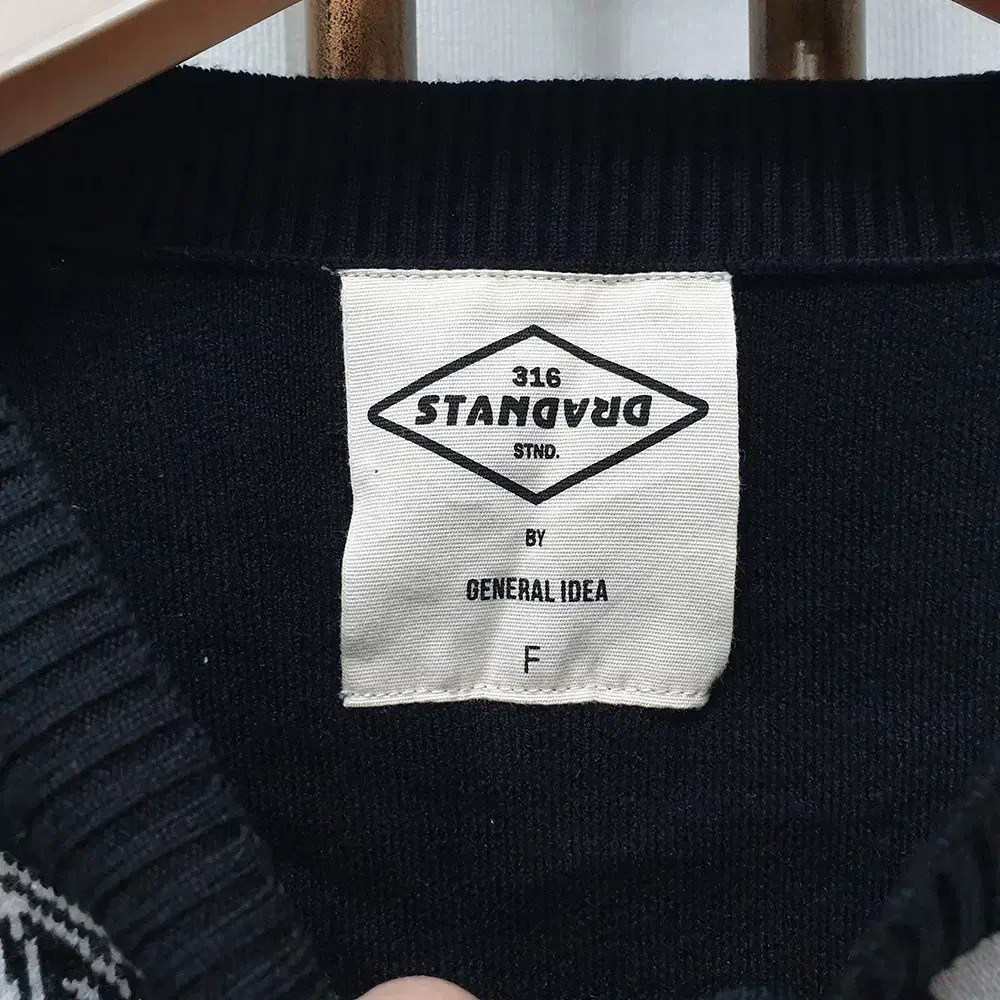 316
STANDARD
STND.
BY
GENERAL IDEA
F